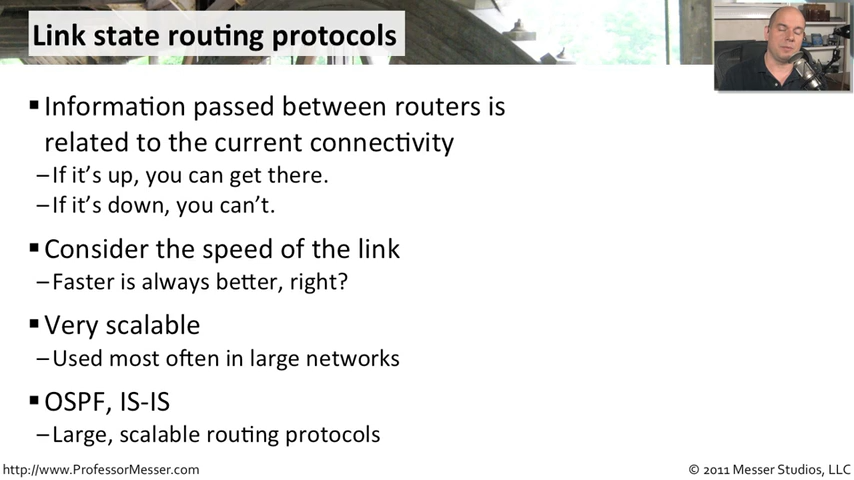 Link state routing protocols
▪ Information passed between routers is
related to the current connectivity
– If it’s up, you can get there.
– If it’s down, you can’t.
▪ Consider the speed of the link
– Faster is always better, right?
▪ Very scalable
– Used most often in large networks
▪ OSPF, IS-IS
– Large, scalable routing protocols
http://www.ProfessorMesser.com
© 2011 Messer Studios, LLC